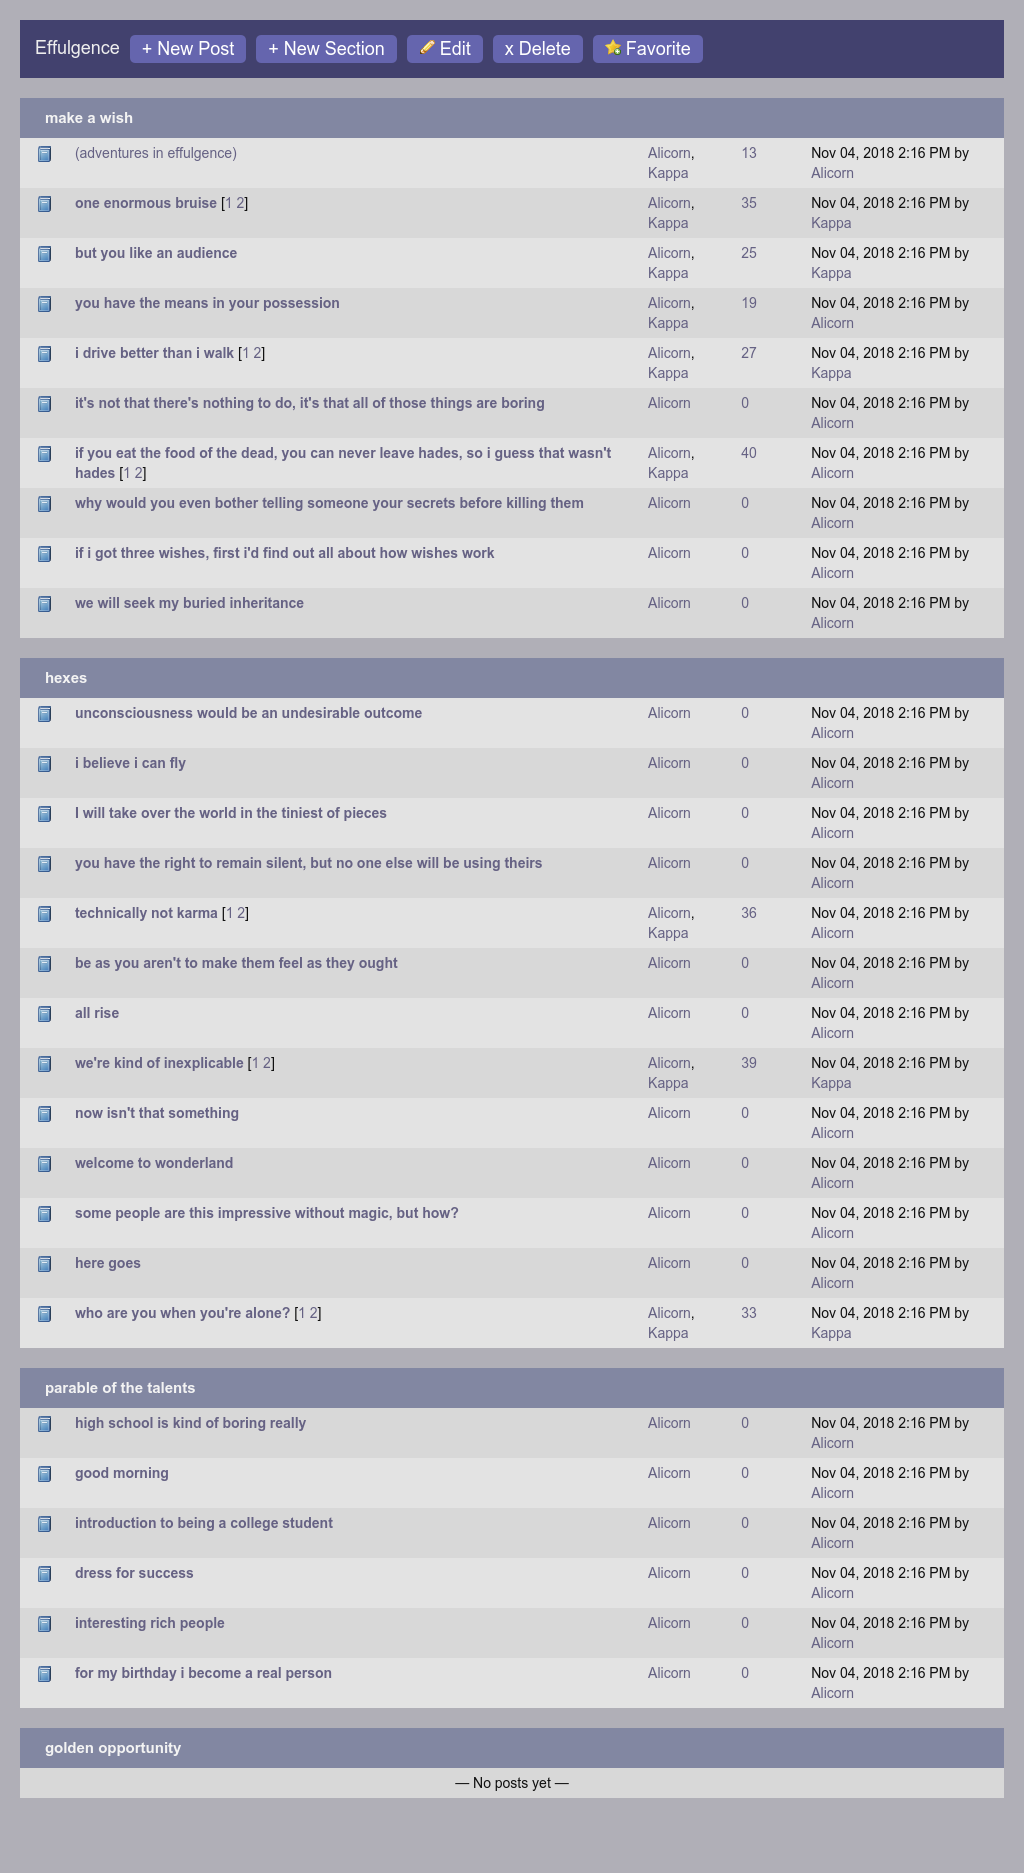 Effulgence + New Post + New Section Edit x Delete Favorite
make a wish
(adventures in effulgence) Alicorn, 13 Nov 04, 2018 2:16 PM by
Kappa Alicorn
one enormous bruise [1 2] Alicorn, 35 Nov 04, 2018 2:16 PM by
Kappa Kappa
but you like an audience Alicorn, 25 Nov 04, 2018 2:16 PM by
Kappa Kappa
you have the means in your possession Alicorn, 19 Nov 04, 2018 2:16 PM by
Kappa Alicorn
i drive better than i walk [1 2] Alicorn, 27 Nov 04, 2018 2:16 PM by
Kappa Kappa
it's not that there's nothing to do, it's that all of those things are boring Alicorn 0 Nov 04, 2018 2:16 PM by
Alicorn
if you eat the food of the dead, you can never leave hades, so i guess that wasn't Alicorn, 40 Nov 04, 2018 2:16 PM by
hades [1 2] Kappa Alicorn
why would you even bother telling someone your secrets before killing them Alicorn 0 Nov 04, 2018 2:16 PM by
Alicorn
if i got three wishes, first i'd find out all about how wishes work Alicorn 0 Nov 04, 2018 2:16 PM by
Alicorn
we will seek my buried inheritance Alicorn 0 Nov 04, 2018 2:16 PM by
Alicorn
hexes
unconsciousness would be an undesirable outcome Alicorn 0 Nov 04, 2018 2:16 PM by
Alicorn
i believe i can fly Alicorn 0 Nov 04, 2018 2:16 PM by
Alicorn
I will take over the world in the tiniest of pieces Alicorn 0 Nov 04, 2018 2:16 PM by
Alicorn
you have the right to remain silent, but no one else will be using theirs Alicorn 0 Nov 04, 2018 2:16 PM by
Alicorn
technically not karma [1 2] Alicorn, 36 Nov 04, 2018 2:16 PM by
Kappa Alicorn
be as you aren't to make them feel as they ought Alicorn 0 Nov 04, 2018 2:16 PM by
Alicorn
all rise Alicorn 0 Nov 04, 2018 2:16 PM by
Alicorn
we're kind of inexplicable [1 2] Alicorn, 39 Nov 04, 2018 2:16 PM by
Kappa Kappa
now isn't that something Alicorn 0 Nov 04, 2018 2:16 PM by
Alicorn
welcome to wonderland Alicorn 0 Nov 04, 2018 2:16 PM by
Alicorn
some people are this impressive without magic, but how? Alicorn 0 Nov 04, 2018 2:16 PM by
Alicorn
here goes Alicorn 0 Nov 04, 2018 2:16 PM by
Alicorn
who are you when you're alone? [1 2] Alicorn, 33 Nov 04, 2018 2:16 PM by
Kappa Kappa
parable of the talents
high school is kind of boring really Alicorn 0 Nov 04, 2018 2:16 PM by
Alicorn
good morning Alicorn 0 Nov 04, 2018 2:16 PM by
Alicorn
introduction to being a college student Alicorn 0 Nov 04, 2018 2:16 PM by
Alicorn
dress for success Alicorn 0 Nov 04, 2018 2:16 PM by
Alicorn
interesting rich people Alicorn 0 Nov 04, 2018 2:16 PM by
Alicorn
for my birthday i become a real person Alicorn 0 Nov 04, 2018 2:16 PM by
Alicorn
golden opportunity
— No posts yet —